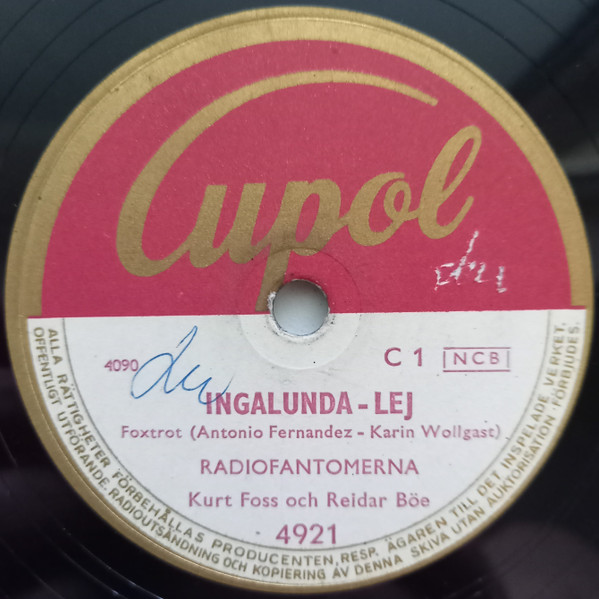 Cupol
4090
C 1 NCB
INGALUNDA - LEJ
Foxtrot (Antonio Fernandez - Karin Wollgast)
RADIOFANTOMERNA
Kurt Foss och Reidar Böe
4921
ALLA RÄTTIGHETER FÖRBEHÅLLAS PRODUCENTEN, RESP. ÄGAREN TILL DET INSPELADE VERKET.
OFFENTLIGT UTFÖRANDE, RADIOUTSÄNDNING OCH KOPIERING AV DENNA SKIVA UTAN AUKTORISATION FÖRBJUDES.